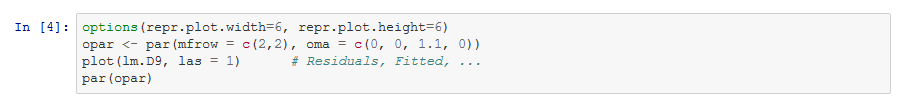 In [4]: options(repr.plot.width=6, repr.plot.height=6)
opar <- par(mfrow = c(2,2), oma = c(0, 0, 1.1, 0))
plot(lm.D9, las = 1)      # Residuals, Fitted, ...
par(opar)